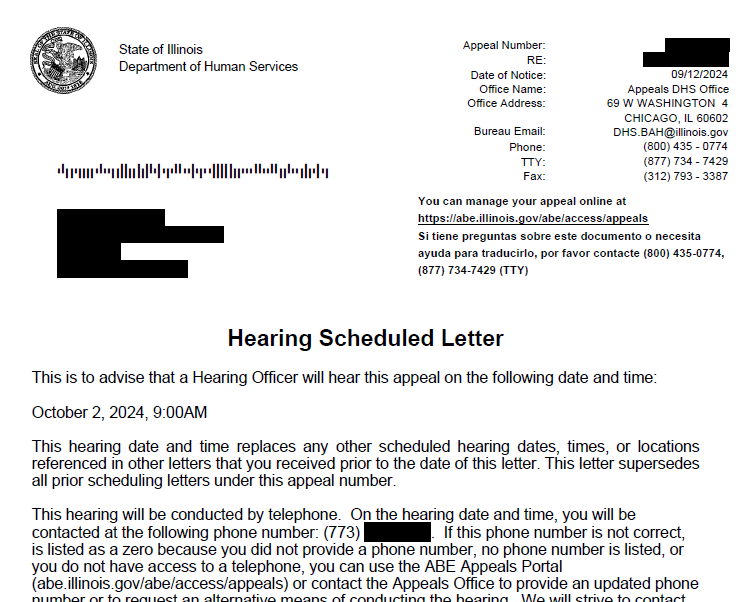 State of Illinois
Department of Human Services
Appeal Number:
RE:
Date of Notice: 09/12/2024
Office Name: Appeals DHS Office
Office Address: 69 W WASHINGTON 4
CHICAGO, IL 60602
Bureau Email: DHS.BAH@illinois.gov
Phone: (800) 435 - 0774
TTY: (877) 734 - 7429
Fax: (312) 793 - 3387
You can manage your appeal online at
https://abe.illinois.gov/abe/access/appeals
Si tiene preguntas sobre este documento o necesita
ayuda para traducirlo, por favor contacte (800) 435-0774,
(877) 734-7429 (TTY)
Hearing Scheduled Letter
This is to advise that a Hearing Officer will hear this appeal on the following date and time:
October 2, 2024, 9:00AM
This hearing date and time replaces any other scheduled hearing dates, times, or locations
referenced in other letters that you received prior to the date of this letter. This letter supersedes
all prior scheduling letters under this appeal number.
This hearing will be conducted by telephone. On the hearing date and time, you will be
contacted at the following phone number: (773) . If this phone number is not correct,
is listed as a zero because you did not provide a phone number, no phone number is listed, or
you do not have access to a telephone, you can use the ABE Appeals Portal
(abe.illinois.gov/abe/access/appeals) or contact the Appeals Office to provide an updated phone
number or to request an alternative means of conducting the hearing. We will strive to contact